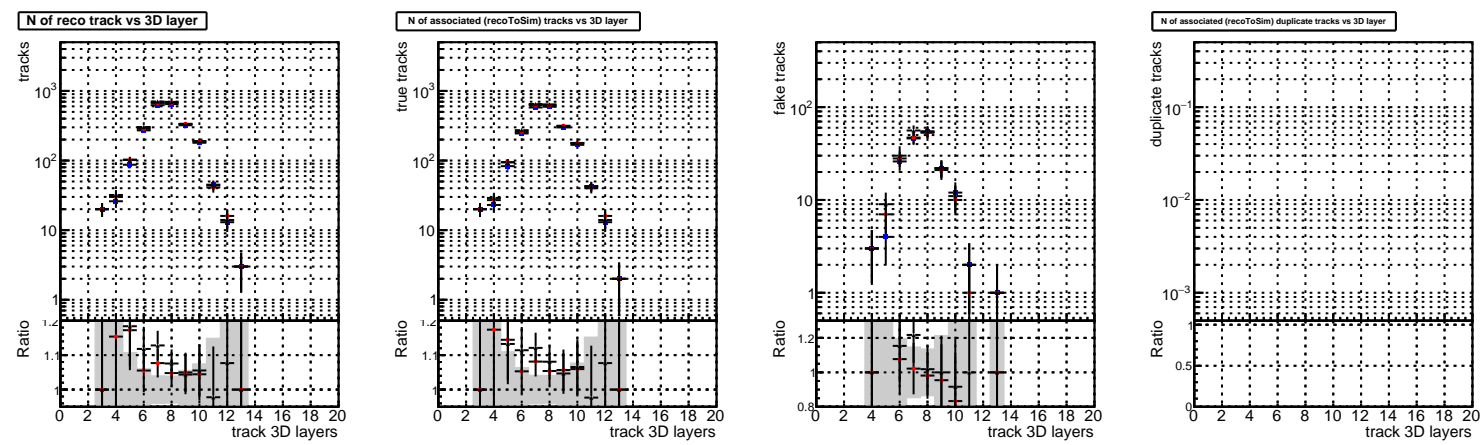 N of reco track vs 3D layer
tracks
10³
10²
10
1
1.2
1.1
1
Ratio
0 2 4 6 8 10 12 14 16 18 20
track 3D layers
N of associated (recoToSim) tracks vs 3D layer
true tracks
10³
10²
10
1
1.2
1.1
1
Ratio
0 2 4 6 8 10 12 14 16 18 20
track 3D layers
fake tracks
10²
10
1
1.2
1
0.8
Ratio
0 2 4 6 8 10 12 14 16 18 20
track 3D layers
N of associated (recoToSim) duplicate tracks vs 3D layer
duplicate tracks
10⁻¹
10⁻²
10⁻³
1
0.5
0
Ratio
0 2 4 6 8 10 12 14 16 18 20
track 3D layers